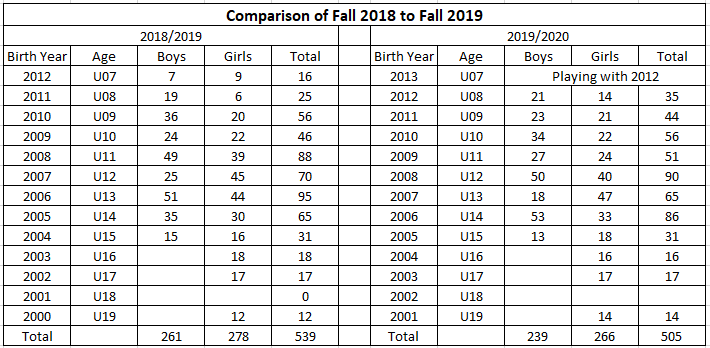 Comparison of Fall 2018 to Fall 2019
2018/2019 2019/2020
Birth Year Age Boys Girls Total Birth Year Age Boys Girls Total
2012 U07 7 9 16 2013 U07 Playing with 2012
2011 U08 19 6 25 2012 U08 21 14 35
2010 U09 36 20 56 2011 U09 23 21 44
2009 U10 24 22 46 2010 U10 34 22 56
2008 U11 49 39 88 2009 U11 27 24 51
2007 U12 25 45 70 2008 U12 50 40 90
2006 U13 51 44 95 2007 U13 18 47 65
2005 U14 35 30 65 2006 U14 53 33 86
2004 U15 15 16 31 2005 U15 13 18 31
2003 U16 18 18 2004 U16 16 16
2002 U17 17 17 2003 U17 17 17
2001 U18 0 2002 U18
2000 U19 12 12 2001 U19 14 14
Total 261 278 539 Total 239 266 505